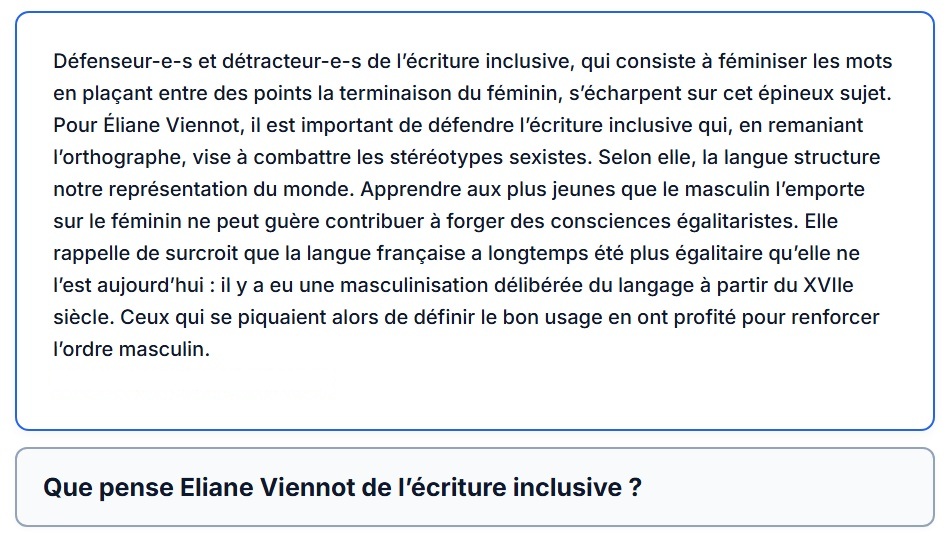 Défenseur-e-s et détracteur-e-s de l’écriture inclusive, qui consiste à féminiser les mots
en plaçant entre des points la terminaison du féminin, s’écharpent sur cet épineux sujet.
Pour Éliane Viennot, il est important de défendre l’écriture inclusive qui, en remaniant
l’orthographe, vise à combattre les stéréotypes sexistes. Selon elle, la langue structure
notre représentation du monde. Apprendre aux plus jeunes que le masculin l’emporte
sur le féminin ne peut guère contribuer à forger des consciences égalitaristes. Elle
rappelle de surcroit que la langue française a longtemps été plus égalitaire qu’elle ne
l’est aujourd’hui : il y a eu une masculinisation délibérée du langage à partir du XVIIe
siècle. Ceux qui se piquaient alors de définir le bon usage en ont profité pour renforcer
l’ordre masculin.
Que pense Eliane Viennot de l’écriture inclusive ?